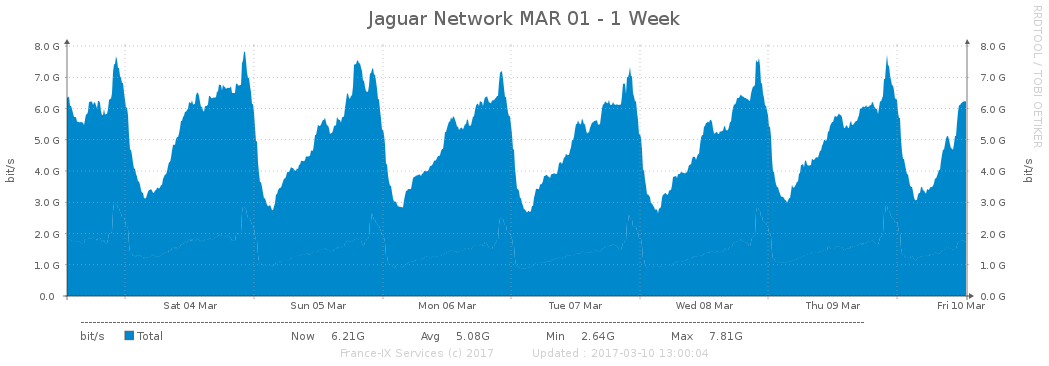 Jaguar Network MAR 01 - 1 Week
RRDTOOL / TOBI OETIKER
bit/s
8.0 G 8.0 G
7.0 G 7.0 G
6.0 G 6.0 G
5.0 G 5.0 G
4.0 G 4.0 G
3.0 G 3.0 G
2.0 G 2.0 G
1.0 G 1.0 G
0.0 0.0 G
bit/s
Sat 04 Mar Sun 05 Mar Mon 06 Mar Tue 07 Mar Wed 08 Mar Thu 09 Mar Fri 10 Mar
bit/s Total Now 6.21G Avg 5.08G Min 2.64G Max 7.81G
France-IX Services (c) 2017 Updated : 2017-03-10 13:00:04